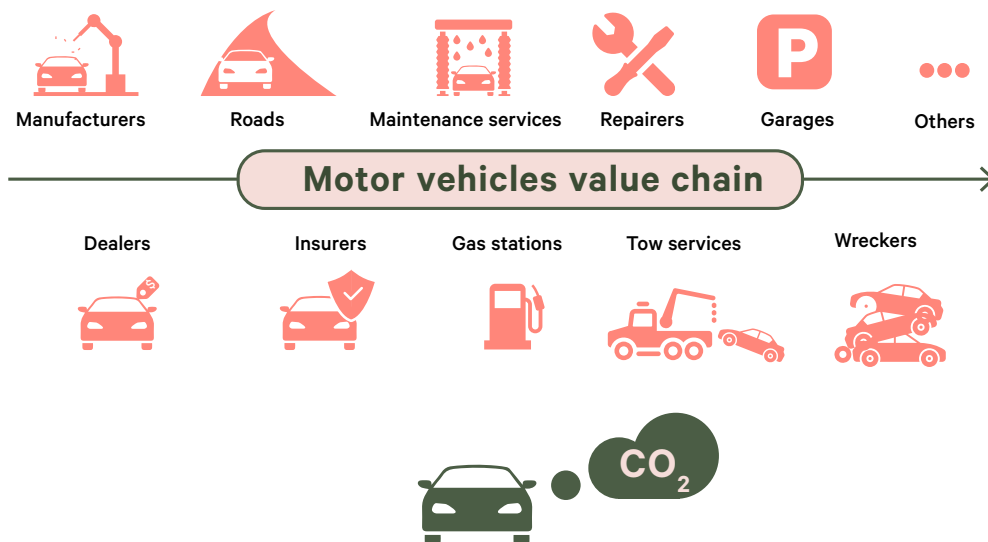 P
Manufacturers
Roads
Maintenance services
Repairers
Garages
Others
Motor vehicles value chain
Dealers
Insurers
Gas stations
Tow services
Wreckers
$
CO₂